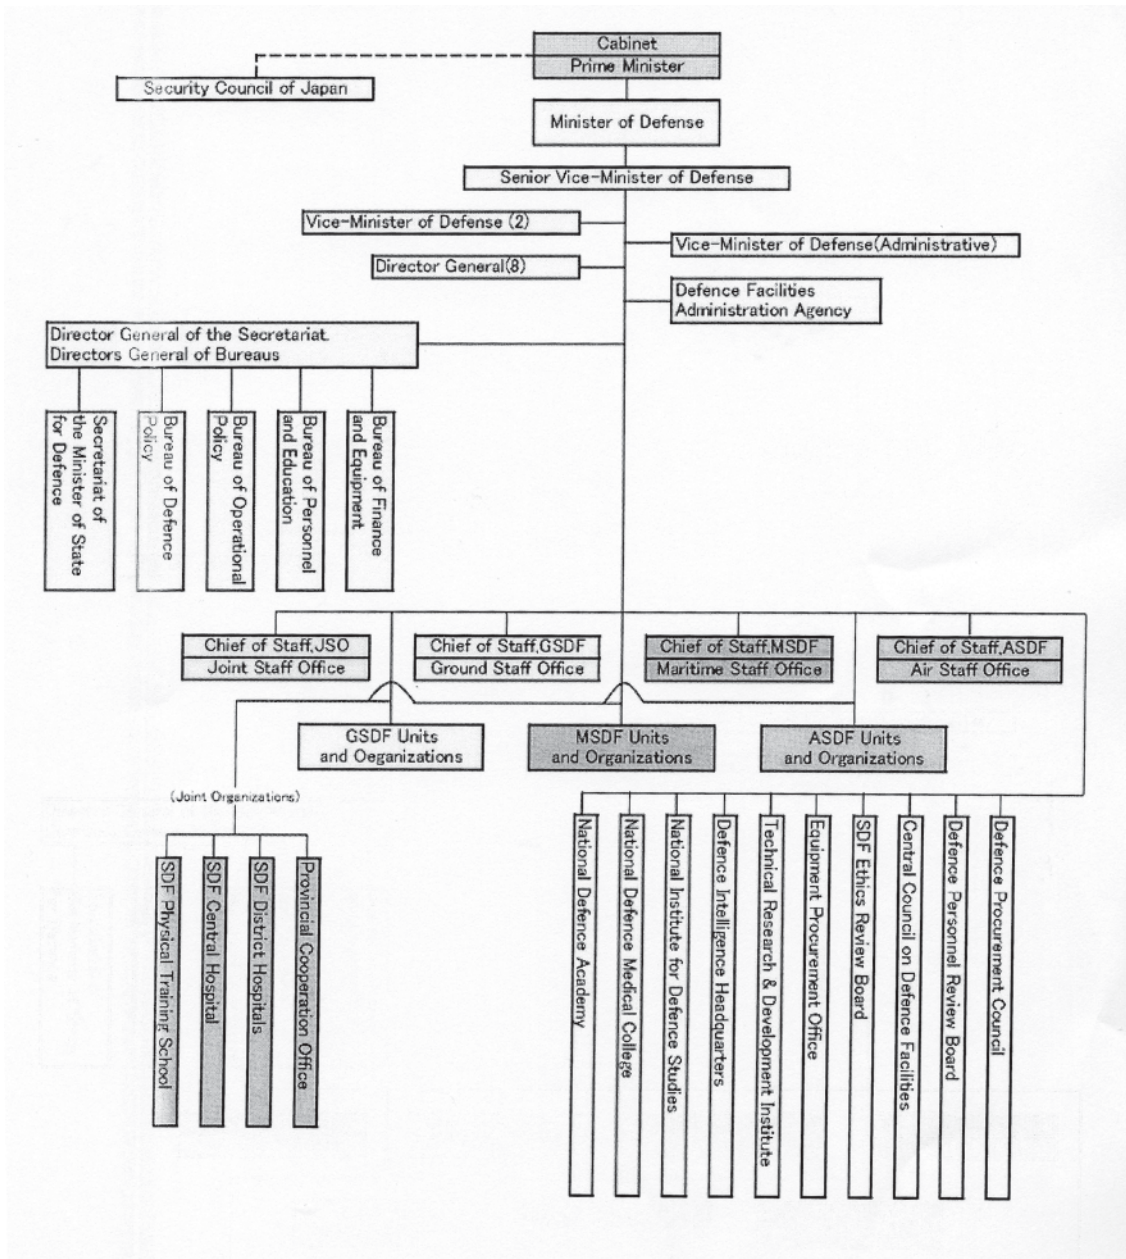 Cabinet
Prime Minister
Security Council of Japan
Minister of Defense
Senior Vice-Minister of Defense
Vice-Minister of Defense (2)
Vice-Minister of Defense(Administrative)
Director General(8)
Defence Facilities
Administration Agency
Director General of the Secretariat
Directors General of Bureaus
Secretariat of
the Minister of State
for Defence
Bureau of Defence
Policy
Bureau of Operational
Policy
Bureau of Personnel
and Education
Bureau of Finance
and Equipment
Chief of Staff,JSO
Joint Staff Office
Chief of Staff,GSDF
Ground Staff Office
Chief of Staff,MSDF
Maritime Staff Office
Chief of Staff,ASDF
Air Staff Office
GSDF Units
and Oeganizations
MSDF Units
and Organizations
ASDF Units
and Organizations
(Joint Organizations)
SDF Physical Training School
SDF Central Hospital
SDF District Hospitals
Provincial Cooperation Office
National Defence Academy
National Defence Medical College
National Institute for Defence Studies
Defence Intelligence Headquarters
Technical Research & Development Institute
Equipment Procurement Office
SDF Ethics Review Board
Central Council on Defence Facilities
Defence Personnel Review Board
Defence Procurement Council